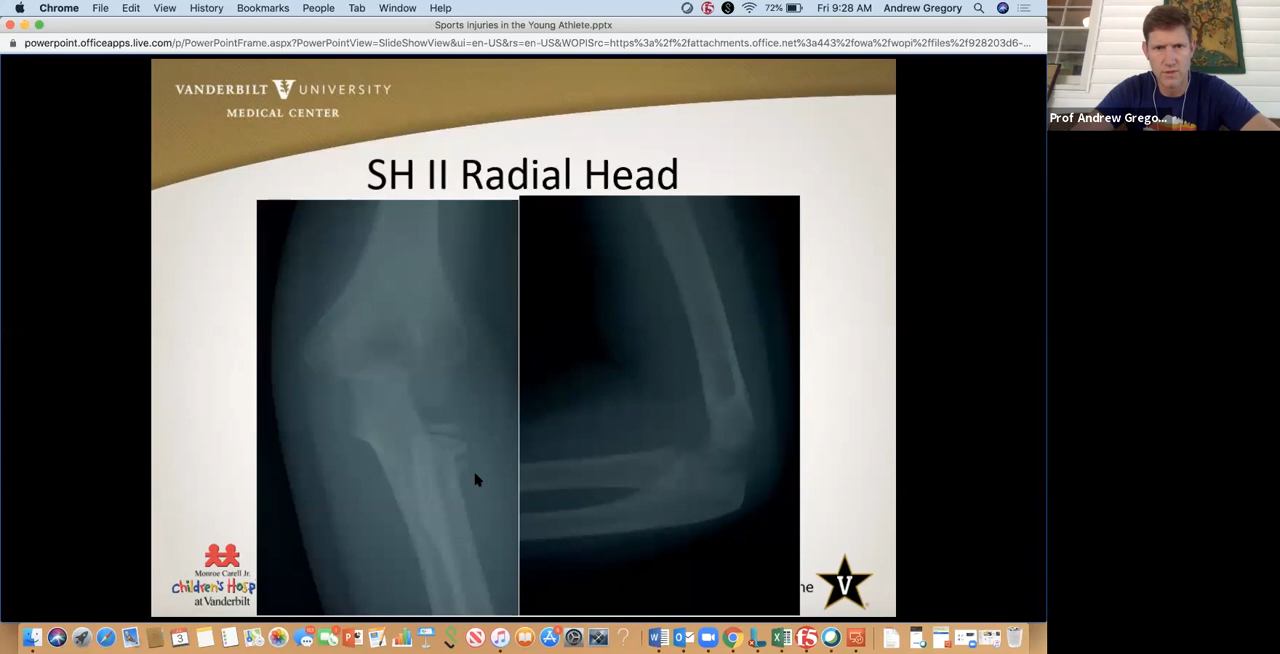 Chrome File Edit View History Bookmarks People Tab Window Help 72% Fri 9:28 AM Andrew Gregory
Sports Injuries in the Young Athlete.pptx
powerpoint.officeapps.live.com/p/PowerPointFrame.aspx?PowerPointView=SlideShowView&ui=en-US&rs=en-US&WOPISrc=https%3a%2f%2fattachments.office.net%3a443%2fowa%2fwopi%2ffiles%2f928203d6-...
VANDERBILT V UNIVERSITY
MEDICAL CENTER
Prof Andrew Grego...
SH II Radial Head
Monroe Carell Jr.
Children's Hosp
at Vanderbilt
ne
V